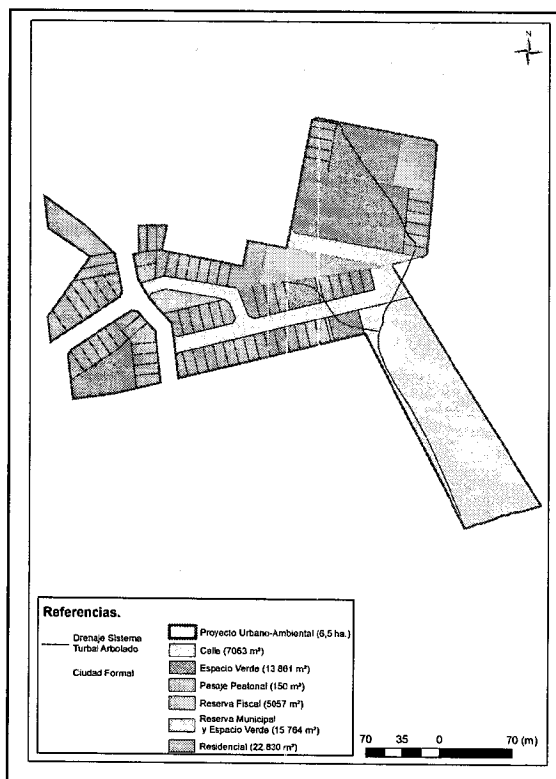 N
Referencias.
Drenaje Sistema
Turbal Arbolado
Ciudad Formal
Proyecto Urbano-Ambiental (6,5 ha.)
Calle (7063 m²)
Espacio Verde (13 861 m²)
Pasaje Peatonal (150 m²)
Reserva Fiscal (5057 m²)
Reserva Municipal
y Espacio Verde (15 764 m²)
Residencial (22.830 m²)
70 35 0 70 (m)